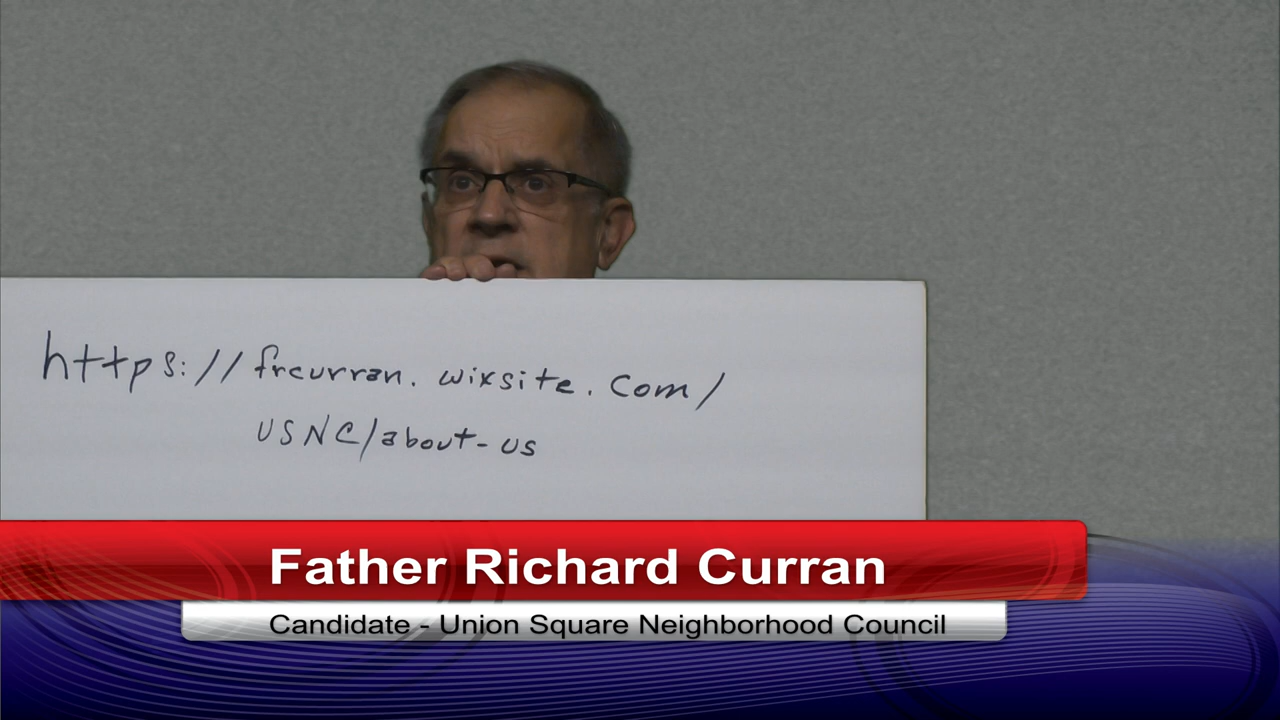 https://frcurran.wixsite.com/
USNC/about-us
Father Richard Curran
Candidate - Union Square Neighborhood Council